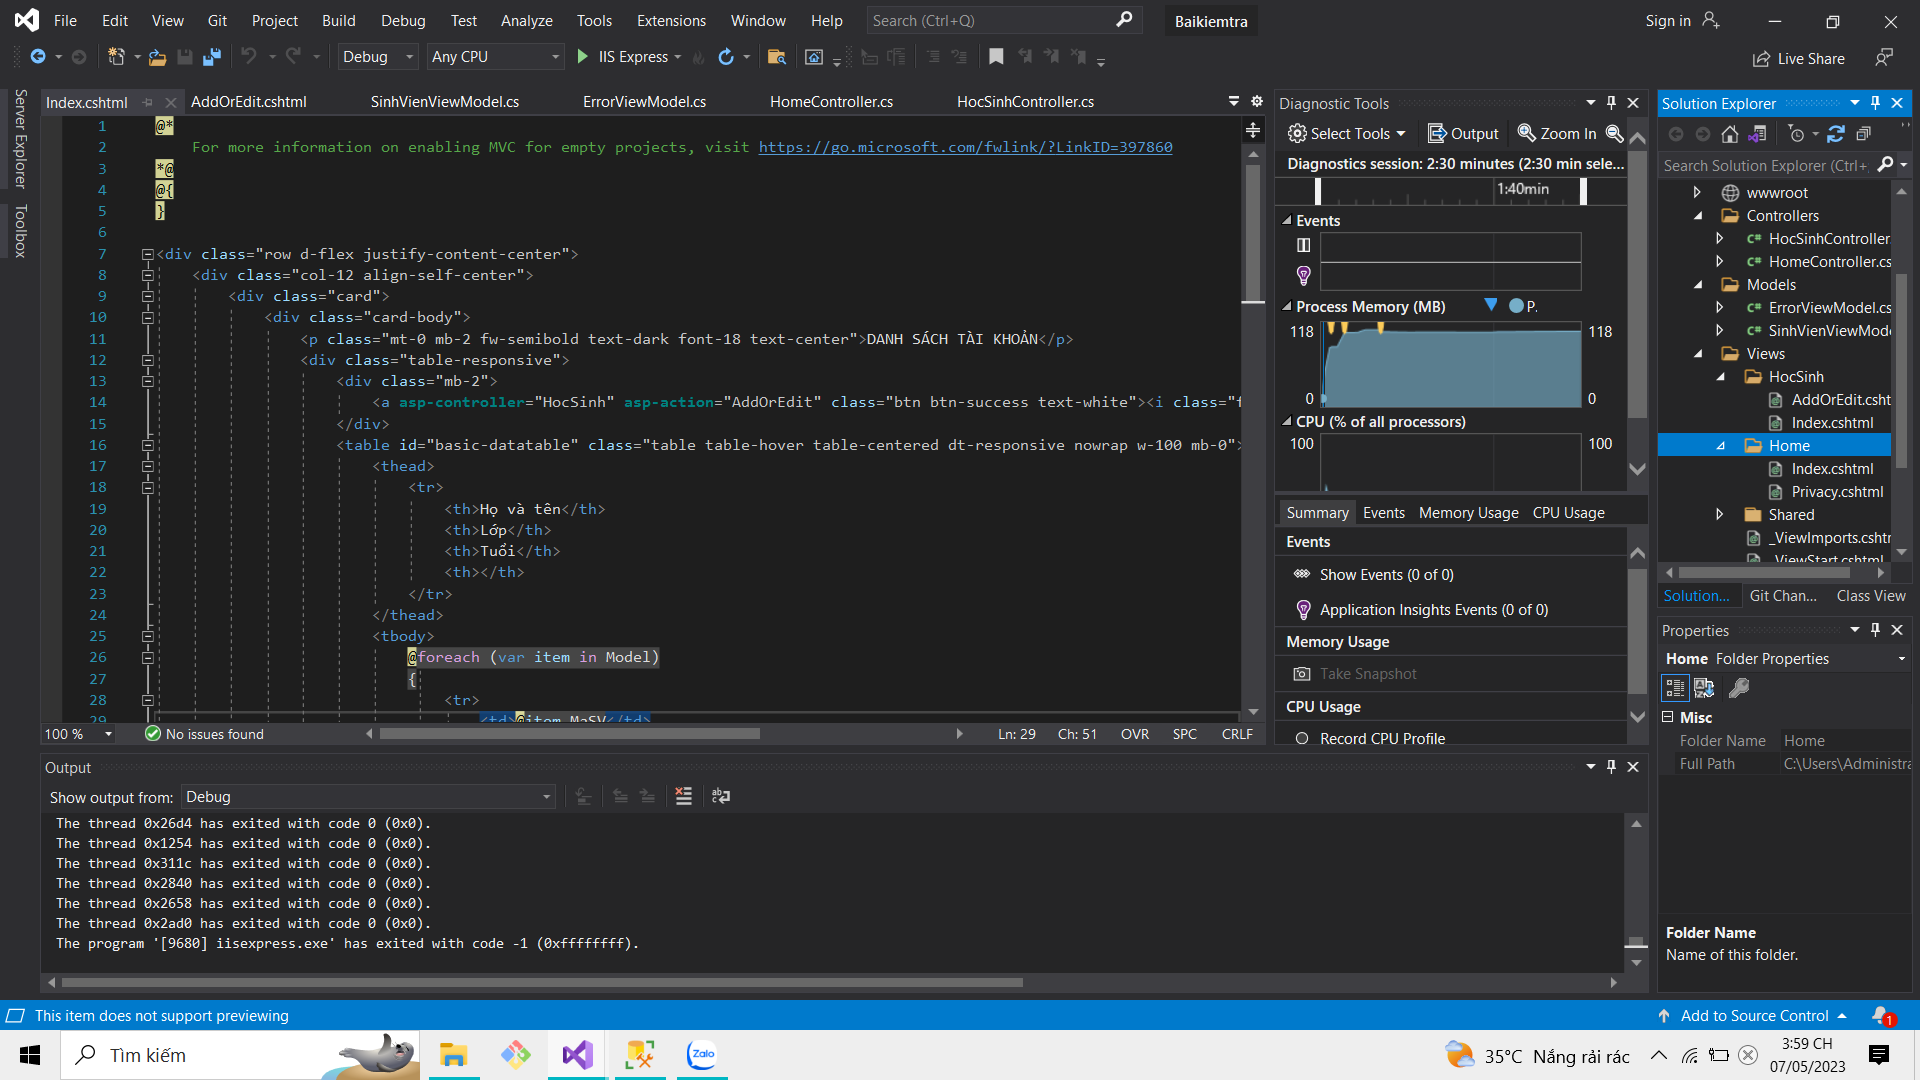 File Edit View Git Project Build Debug Test Analyze Tools Extensions Window Help Search (Ctrl+Q) Baikiemtra Sign in
Debug Any CPU IIS Express Live Share
Server Explorer
Toolbox
Index.cshtml AddOrEdit.cshtml SinhVienViewModel.cs ErrorViewModel.cs HomeController.cs HocSinhController.cs
1 @*
2 For more information on enabling MVC for empty projects, visit https://go.microsoft.com/fwlink/?LinkID=397860
3 *@
4 @{
5 }
6
7 <div class="row d-flex justify-content-center">
8 <div class="col-12 align-self-center">
9 <div class="card">
10 <div class="card-body">
11 <p class="mt-0 mb-2 fw-semibold text-dark font-18 text-center">DANH SÁCH TÀI KHOẢN</p>
12 <div class="table-responsive">
13 <div class="mb-2">
14 <a asp-controller="HocSinh" asp-action="AddOrEdit" class="btn btn-success text-white"><i class="f
15 </div>
16 <table id="basic-datatable" class="table table-hover table-centered dt-responsive nowrap w-100 mb-0">
17 <thead>
18 <tr>
19 <th>Họ và tên</th>
20 <th>Lớp</th>
21 <th>Tuổi</th>
22 <th></th>
23 </tr>
24 </thead>
25 <tbody>
26 @foreach (var item in Model)
27 {
28 <tr>
29 <td>@item.MaSV</td>
100 % No issues found Ln: 29 Ch: 51 OVR SPC CRLF
Diagnostic Tools
Select Tools Output Zoom In
Diagnostics session: 2:30 minutes (2:30 min sele...
1:40min
Events
Process Memory (MB) P.
118 118
0 0
CPU (% of all processors)
100 100
Summary Events Memory Usage CPU Usage
Events
Show Events (0 of 0)
Application Insights Events (0 of 0)
Memory Usage
Take Snapshot
CPU Usage
Record CPU Profile
Solution Explorer
Search Solution Explorer (Ctrl+
wwwroot
Controllers
HocSinhController.
HomeController.cs
Models
ErrorViewModel.cs
SinhVienViewMode
Views
HocSinh
AddOrEdit.csht
Index.cshtml
Home
Index.cshtml
Privacy.cshtml
Shared
_ViewImports.cshtm
_ViewStart.cshtml
Solution... Git Chan... Class View
Properties
Home Folder Properties
Misc
Folder Name Home
Full Path C:\Users\Administra
Folder Name
Name of this folder.
Output
Show output from: Debug
The thread 0x26d4 has exited with code 0 (0x0).
The thread 0x1254 has exited with code 0 (0x0).
The thread 0x311c has exited with code 0 (0x0).
The thread 0x2840 has exited with code 0 (0x0).
The thread 0x2658 has exited with code 0 (0x0).
The thread 0x2ad0 has exited with code 0 (0x0).
The program '[9680] iisexpress.exe' has exited with code -1 (0xffffffff).
This item does not support previewing Add to Source Control 1
Tìm kiếm Zalo 35°C Nắng rải rác 3:59 CH
07/05/2023